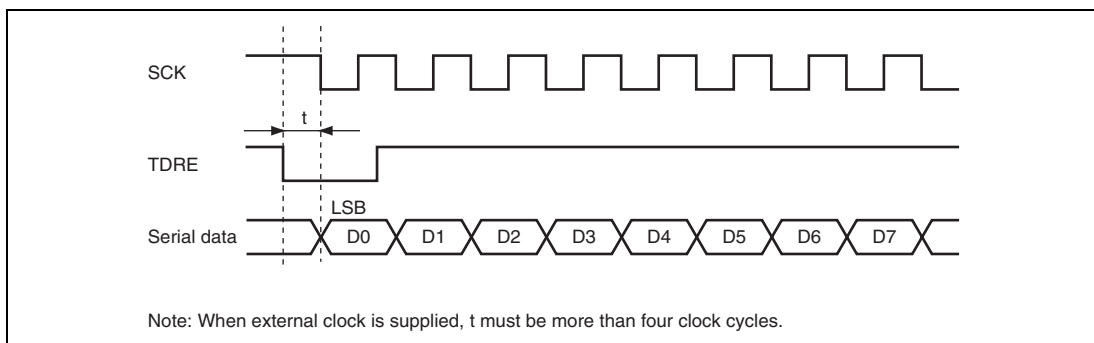 SCK
t
TDRE
LSB
Serial data D0 D1 D2 D3 D4 D5 D6 D7
Note: When external clock is supplied, t must be more than four clock cycles.